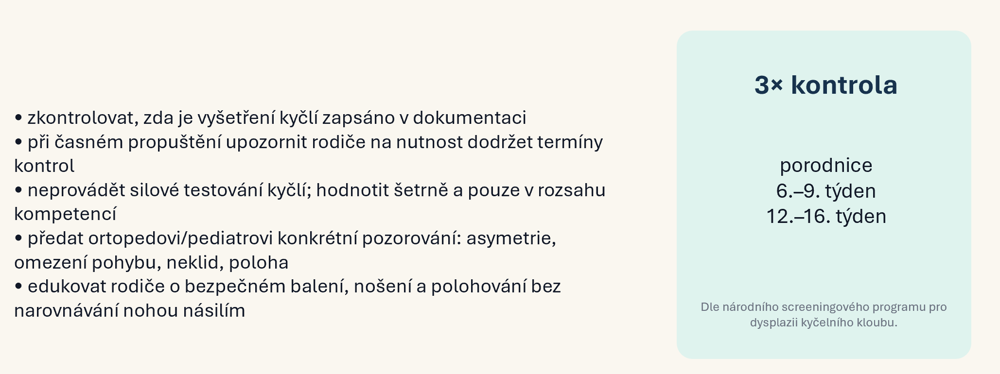 • zkontrolovat, zda je vyšetření kyčlí zapsáno v dokumentaci
• při časném propuštění upozornit rodiče na nutnost dodržet termíny
kontrol
• neprovádět silové testování kyčlí; hodnotit šetrně a pouze v rozsahu
kompetencí
• předat ortopedovi/pediatrovi konkrétní pozorování: asymetrie,
omezení pohybu, neklid, poloha
• edukovat rodiče o bezpečném balení, nošení a polohování bez
narovnávání nohou násilím
3× kontrola
porodnice
6.–9. týden
12.–16. týden
Dle národního screeningového programu pro
dysplazii kyčelního kloubu.